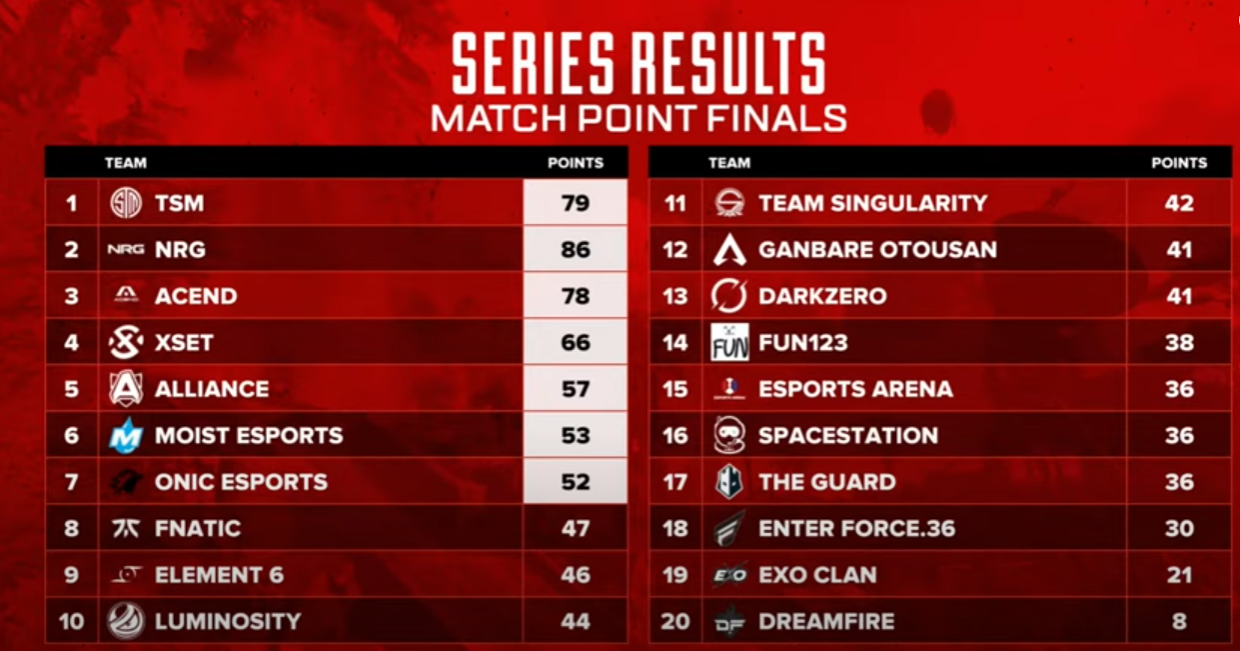 SERIES RESULTS
MATCH POINT FINALS
TEAM POINTS
1 TSM 79
2 NRG NRG 86
3 ACEND 78
4 XSET 66
5 ALLIANCE 57
6 MOIST ESPORTS 53
7 ONIC ESPORTS 52
8 FNATIC 47
9 ELEMENT 6 46
10 LUMINOSITY 44
TEAM POINTS
11 TEAM SINGULARITY 42
12 GANBARE OTOUSAN 41
13 DARKZERO 41
14 FUN FUN123 38
15 ESPORTS ARENA 36
16 SPACESTATION 36
17 THE GUARD 36
18 ENTER FORCE.36 30
19 EXO EXO CLAN 21
20 DF DREAMFIRE 8